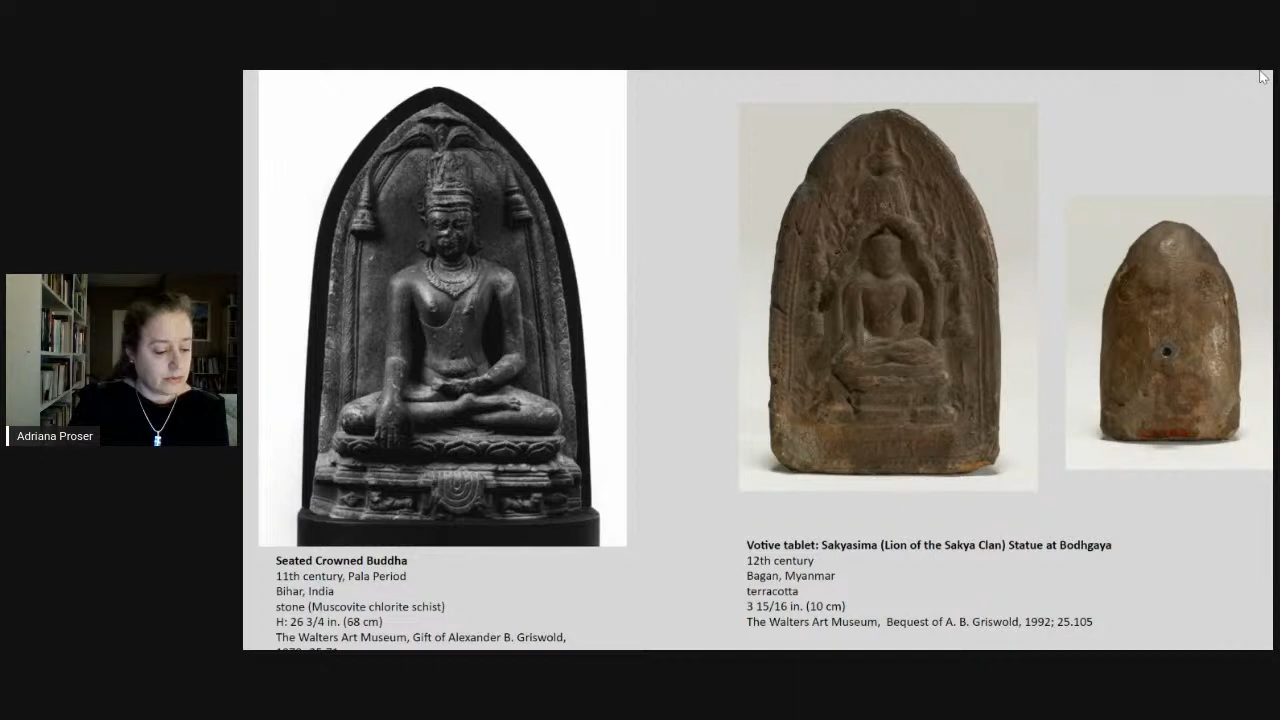 Adriana Proser
Seated Crowned Buddha
11th century, Pala Period
Bihar, India
stone (Muscovite chlorite schist)
H: 26 3/4 in. (68 cm)
The Walters Art Museum, Gift of Alexander B. Griswold,
Votive tablet: Sakyasima (Lion of the Sakya Clan) Statue at Bodhgaya
12th century
Bagan, Myanmar
terracotta
3 15/16 in. (10 cm)
The Walters Art Museum, Bequest of A. B. Griswold, 1992; 25.105